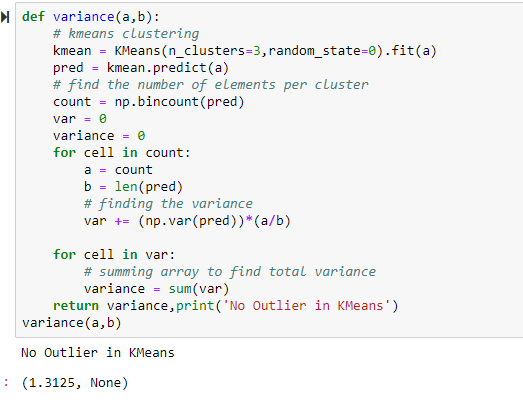 def variance(a,b):
    # kmeans clustering
    kmean = KMeans(n_clusters=3,random_state=0).fit(a)
    pred = kmean.predict(a)
    # find the number of elements per cluster
    count = np.bincount(pred)
    var = 0
    variance = 0
    for cell in count:
        a = count
        b = len(pred)
        # finding the variance
        var += (np.var(pred))*(a/b)

    for cell in var:
        # summing array to find total variance
        variance = sum(var)
    return variance,print('No Outlier in KMeans')
variance(a,b)
No Outlier in KMeans
: (1.3125, None)